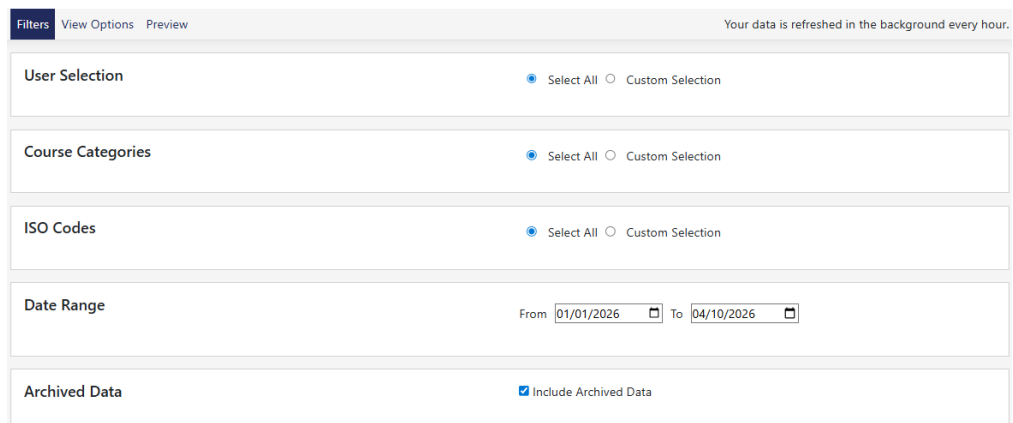 Filters View Options Preview Your data is refreshed in the background every hour.
User Selection Select All Custom Selection
Course Categories Select All Custom Selection
ISO Codes Select All Custom Selection
Date Range From 01/01/2026 To 04/10/2026
Archived Data Include Archived Data